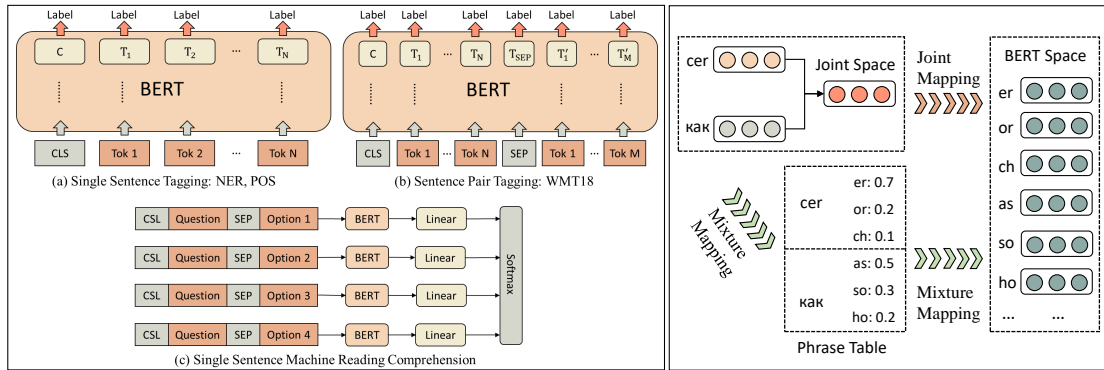 Label Label Label Label
C T1 T2 ... TN
BERT
CLS Tok 1 Tok 2 ... Tok N
(a) Single Sentence Tagging: NER, POS
Label Label Label Label Label Label
C T1 ... TN TSEP T'1 ... T'M
BERT
CLS Tok 1 ... Tok N SEP Tok 1 ... Tok M
(b) Sentence Pair Tagging: WMT18
CSL Question SEP Option 1 BERT Linear
CSL Question SEP Option 2 BERT Linear
CSL Question SEP Option 3 BERT Linear
CSL Question SEP Option 4 BERT Linear
Softmax
(c) Single Sentence Machine Reading Comprehension
cer
как
Joint Space
Joint
Mapping
BERT Space
er
or
ch
as
so
ho
... ...
Mixture
Mapping
cer
er: 0.7
or: 0.2
ch: 0.1
как
as: 0.5
so: 0.3
ho: 0.2
Phrase Table
Mixture
Mapping